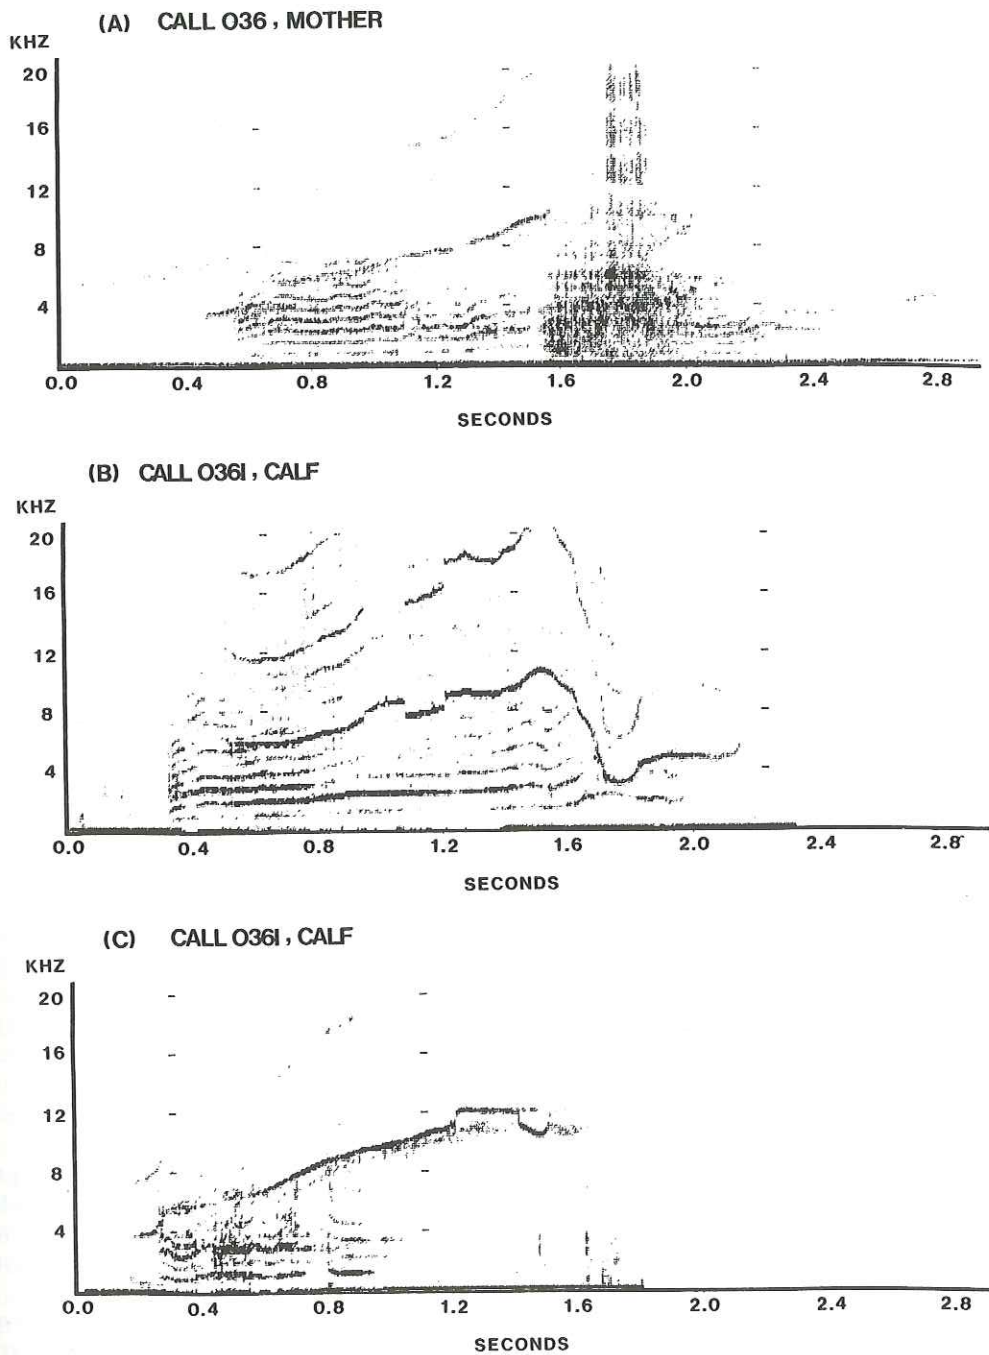 (A) CALL O36 , MOTHER
KHZ
20
16
12
8
4
0.0 0.4 0.8 1.2 1.6 2.0 2.4 2.8
SECONDS
(B) CALL O36I , CALF
KHZ
20
16
12
8
4
0.0 0.4 0.8 1.2 1.6 2.0 2.4 2.8
SECONDS
(C) CALL O36I , CALF
KHZ
20
16
12
8
4
0.0 0.4 0.8 1.2 1.6 2.0 2.4 2.8
SECONDS